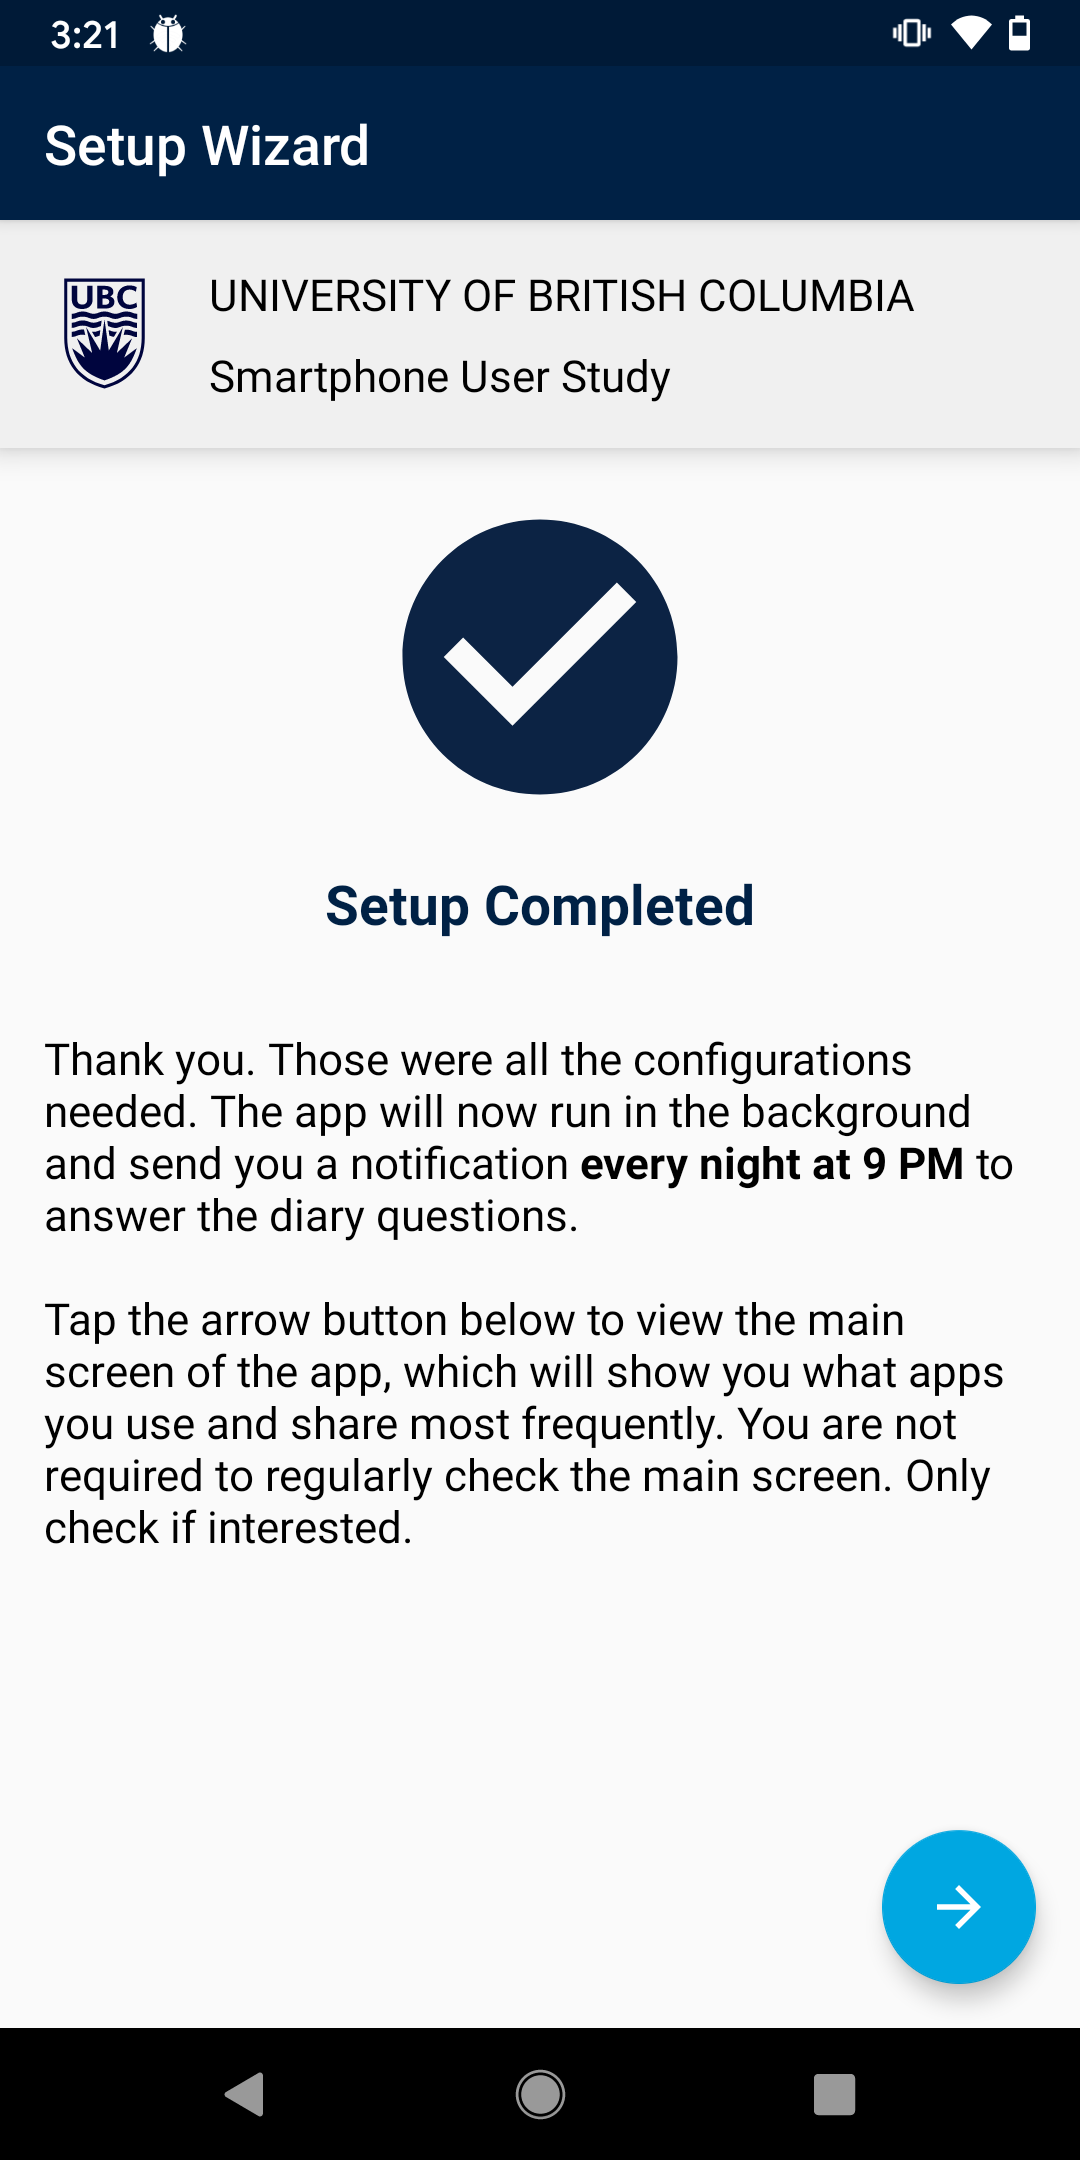 3:21
Setup Wizard
UBC
UNIVERSITY OF BRITISH COLUMBIA
Smartphone User Study
Setup Completed
Thank you. Those were all the configurations
needed. The app will now run in the background
and send you a notification every night at 9 PM to
answer the diary questions.
Tap the arrow button below to view the main
screen of the app, which will show you what apps
you use and share most frequently. You are not
required to regularly check the main screen. Only
check if interested.